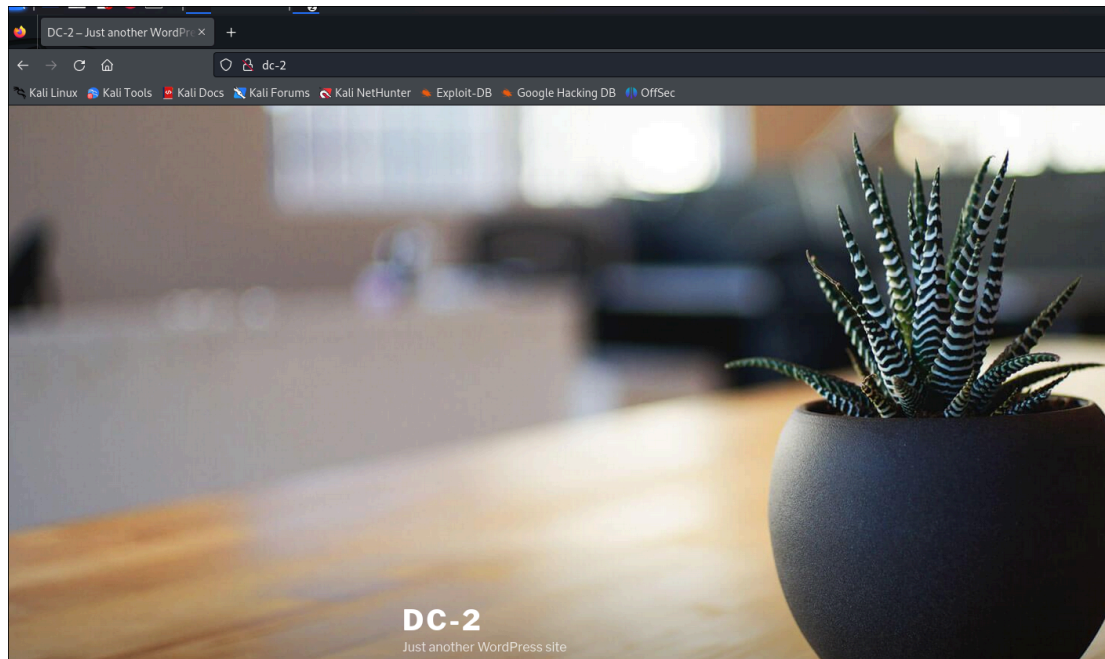 DC-2 – Just another WordPre
dc-2
Kali Linux Kali Tools Kali Docs Kali Forums Kali NetHunter Exploit-DB Google Hacking DB OffSec
DC-2
Just another WordPress site